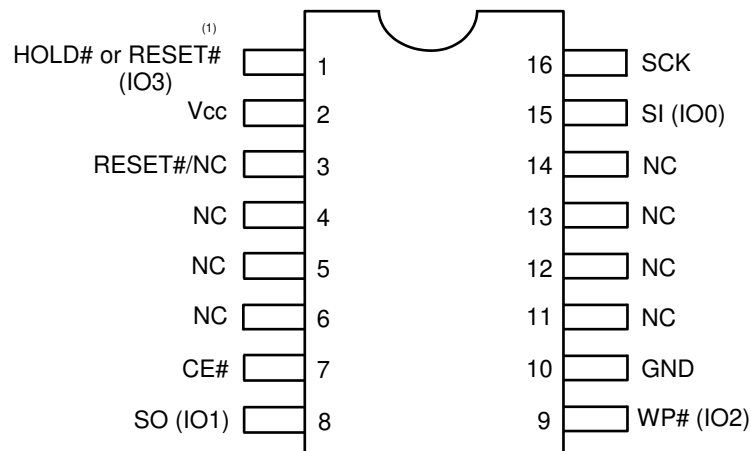 (1)
HOLD# or RESET#
(IO3)
1
16
SCK
Vcc
2
15
SI (IO0)
RESET#/NC
3
14
NC
NC
4
13
NC
NC
5
12
NC
NC
6
11
NC
CE#
7
10
GND
SO (IO1)
8
9
WP# (IO2)